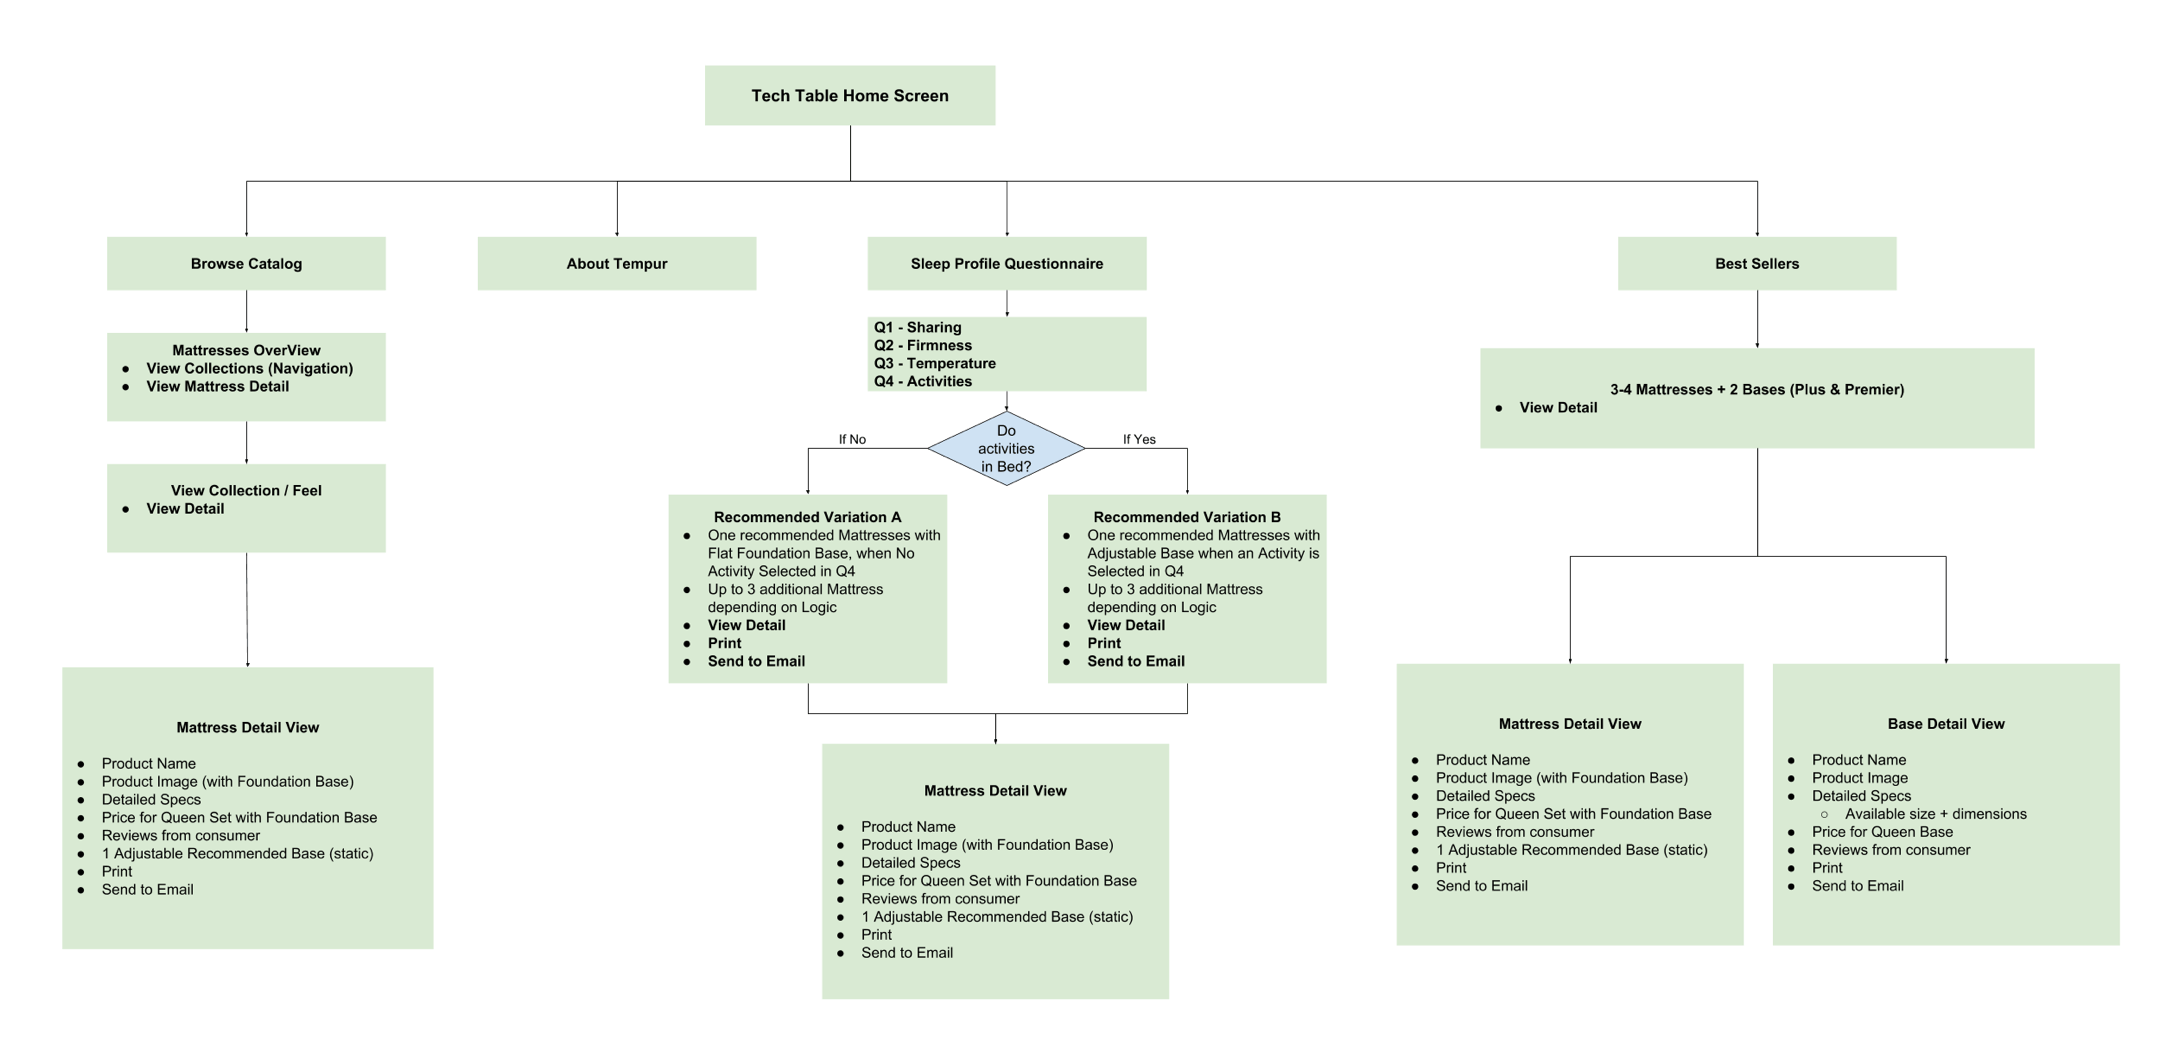 Tech Table Home Screen
Browse Catalog
About Tempur
Sleep Profile Questionnaire
Best Sellers
Mattresses OverView
● View Collections (Navigation)
● View Mattress Detail
Q1 - Sharing
Q2 - Firmness
Q3 - Temperature
Q4 - Activities
3-4 Mattresses + 2 Bases (Plus & Premier)
● View Detail
Do
activities
in Bed?
If No
If Yes
View Collection / Feel
● View Detail
Recommended Variation A
● One recommended Mattresses with
Flat Foundation Base, when No
Activity Selected in Q4
● Up to 3 additional Mattress
depending on Logic
● View Detail
● Print
● Send to Email
Recommended Variation B
● One recommended Mattresses with
Adjustable Base when an Activity is
Selected in Q4
● Up to 3 additional Mattress
depending on Logic
● View Detail
● Print
● Send to Email
Mattress Detail View
● Product Name
● Product Image (with Foundation Base)
● Detailed Specs
● Price for Queen Set with Foundation Base
● Reviews from consumer
● 1 Adjustable Recommended Base (static)
● Print
● Send to Email
Mattress Detail View
● Product Name
● Product Image (with Foundation Base)
● Detailed Specs
● Price for Queen Set with Foundation Base
● Reviews from consumer
● 1 Adjustable Recommended Base (static)
● Print
● Send to Email
Mattress Detail View
● Product Name
● Product Image (with Foundation Base)
● Detailed Specs
● Price for Queen Set with Foundation Base
● Reviews from consumer
● 1 Adjustable Recommended Base (static)
● Print
● Send to Email
Base Detail View
● Product Name
● Product Image
● Detailed Specs
○ Available size + dimensions
● Price for Queen Base
● Reviews from consumer
● Print
● Send to Email